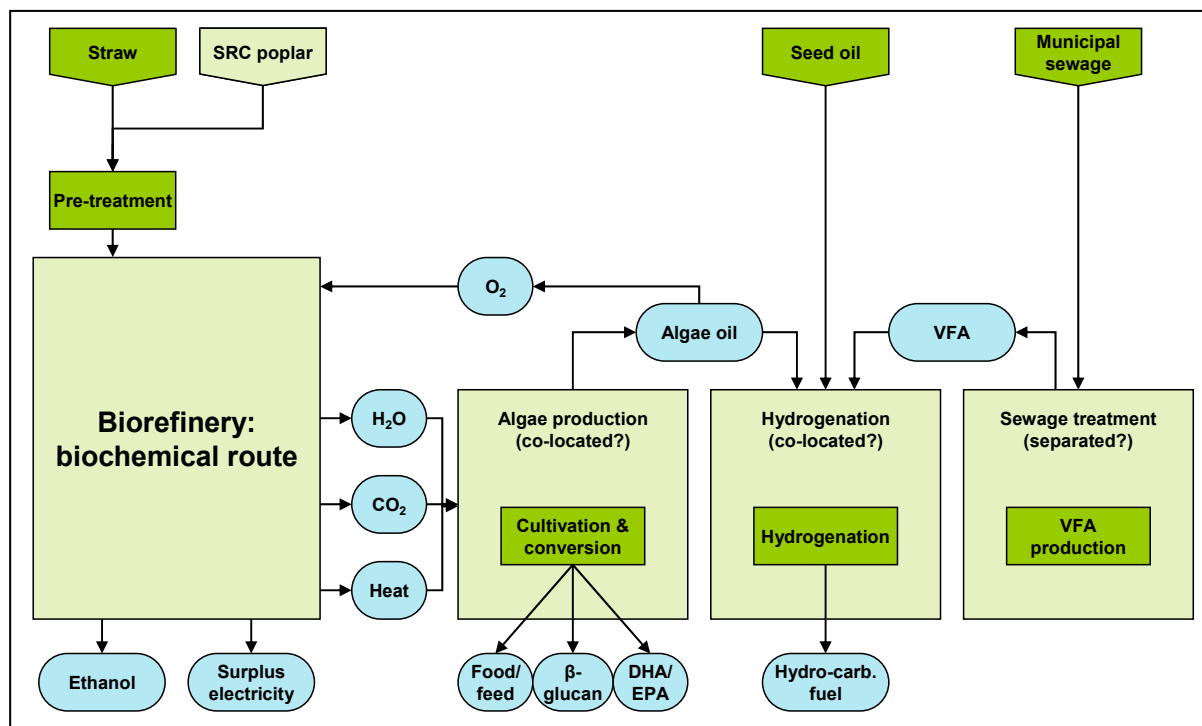 Straw
SRC poplar
Seed oil
Municipal
sewage
Pre-treatment
O₂
Algae oil
VFA
Biorefinery:
biochemical route
H₂O
CO₂
Heat
Algae production
(co-located?)
Cultivation &
conversion
Hydrogenation
(co-located?)
Hydrogenation
Sewage treatment
(separated?)
VFA
production
Ethanol
Surplus
electricity
Food/
feed
β-
glucan
DHA/
EPA
Hydro-carb.
fuel